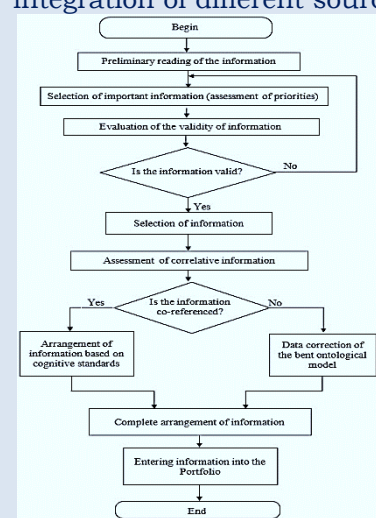 integration of different sour
Begin
Preliminary reading of the information
Selection of important information (assessment of priorities)
Evaluation of the validity of information
Is the information valid?
No
Yes
Selection of information
Assessment of correlative information
Yes
Is the information
co-referenced?
No
Arrangement of
information based on
cognitive standards
Data correction of
the bent ontological
model
Complete arrangement of information
Entering information into the
Portfolio
End